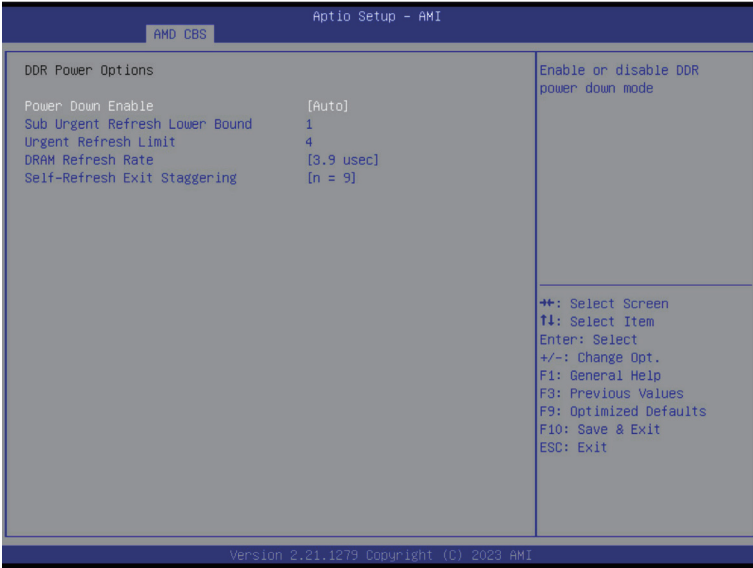 Aptio Setup - AMI
AMD CBS
DDR Power Options
Power Down Enable [Auto]
Sub Urgent Refresh Lower Bound 1
Urgent Refresh Limit 4
DRAM Refresh Rate [3.9 usec]
Self-Refresh Exit Staggering [n = 9]
Enable or disable DDR
power down mode
→←: Select Screen
↑↓: Select Item
Enter: Select
+/-: Change Opt.
F1: General Help
F3: Previous Values
F9: Optimized Defaults
F10: Save & Exit
ESC: Exit
Version 2.21.1279 Copyright (C) 2023 AMI